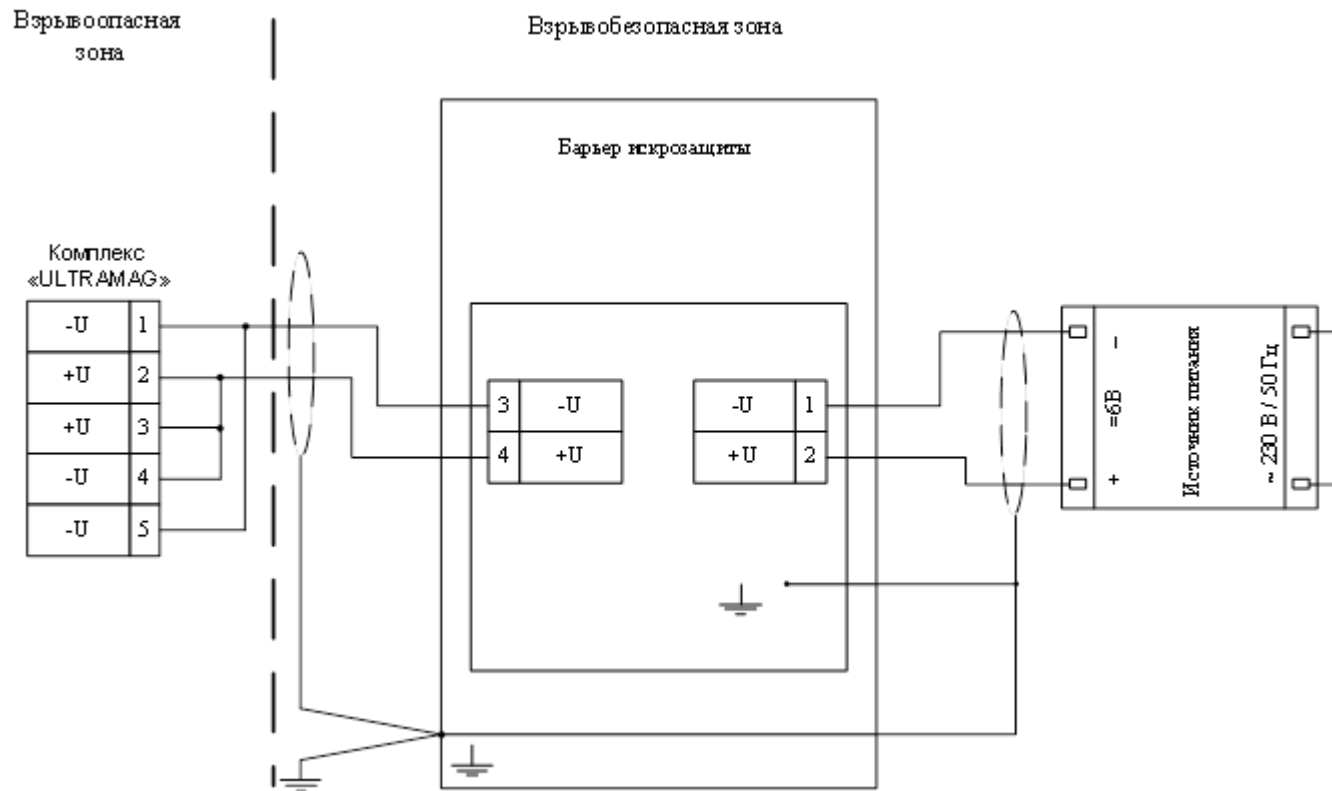 Взрывоопасная
зона
Взрывобезопасная зона
Барьер искрозащиты
Комплекс
«ULTRAMAG»
-U 1
+U 2
+U 3
-U 4
-U 5
3 -U
4 +U
-U 1
+U 2
– =6В +
Источник питания
~ 230 В / 50 Гц